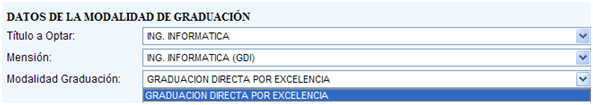 DATOS DE LA MODALIDAD DE GRADUACIÓN
Título a Optar: ING. INFORMATICA
Mensión: ING. INFORMATICA (GDI)
Modalidad Graduación: GRADUACION DIRECTA POR EXCELENCIA
GRADUACION DIRECTA POR EXCELENCIA